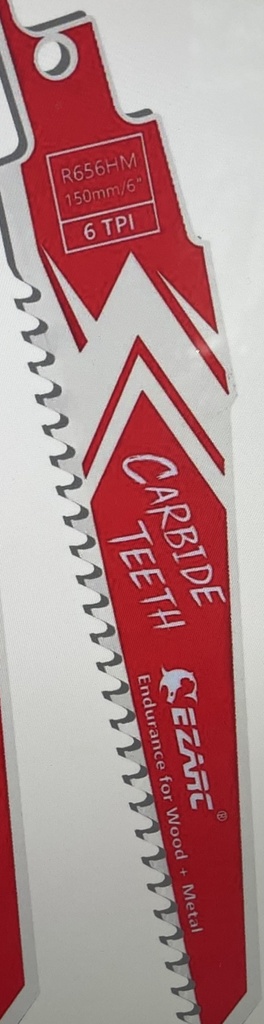 R656HM
150mm/6"
6 TPI
CARBIDE
TEETH
EZARC®
Endurance for Wood + Metal